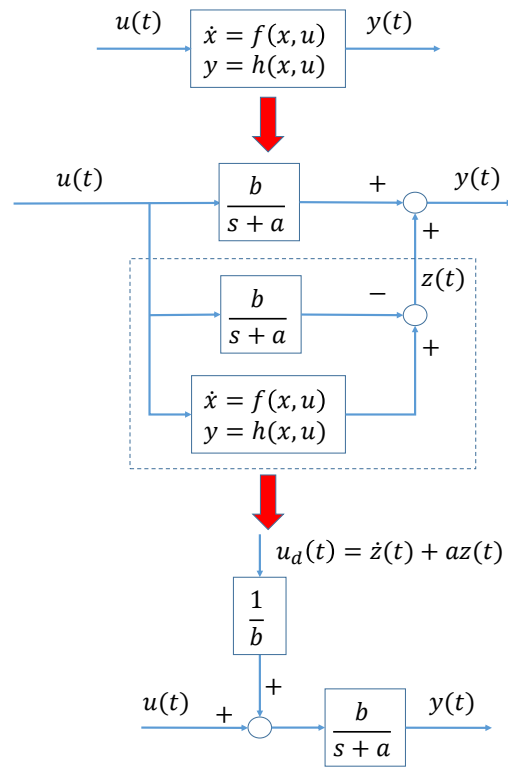 u(t)
ẋ = f(x, u)
y = h(x, u)
y(t)
u(t)
b
s + a
+
y(t)
+
b
s + a
−
z(t)
+
ẋ = f(x, u)
y = h(x, u)
u_d(t) = ż(t) + az(t)
1
b
+
u(t)
+
b
s + a
y(t)